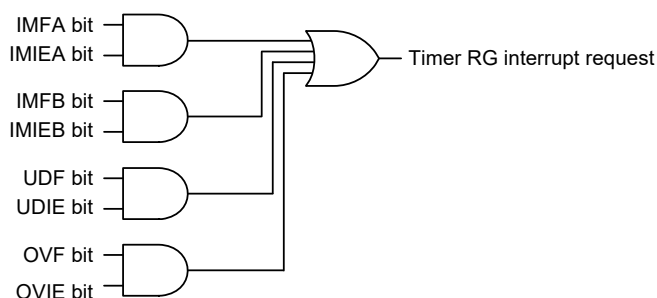 IMFA bit
IMIEA bit
Timer RG interrupt request
IMFB bit
IMIEB bit
UDF bit
UDIE bit
OVF bit
OVIE bit